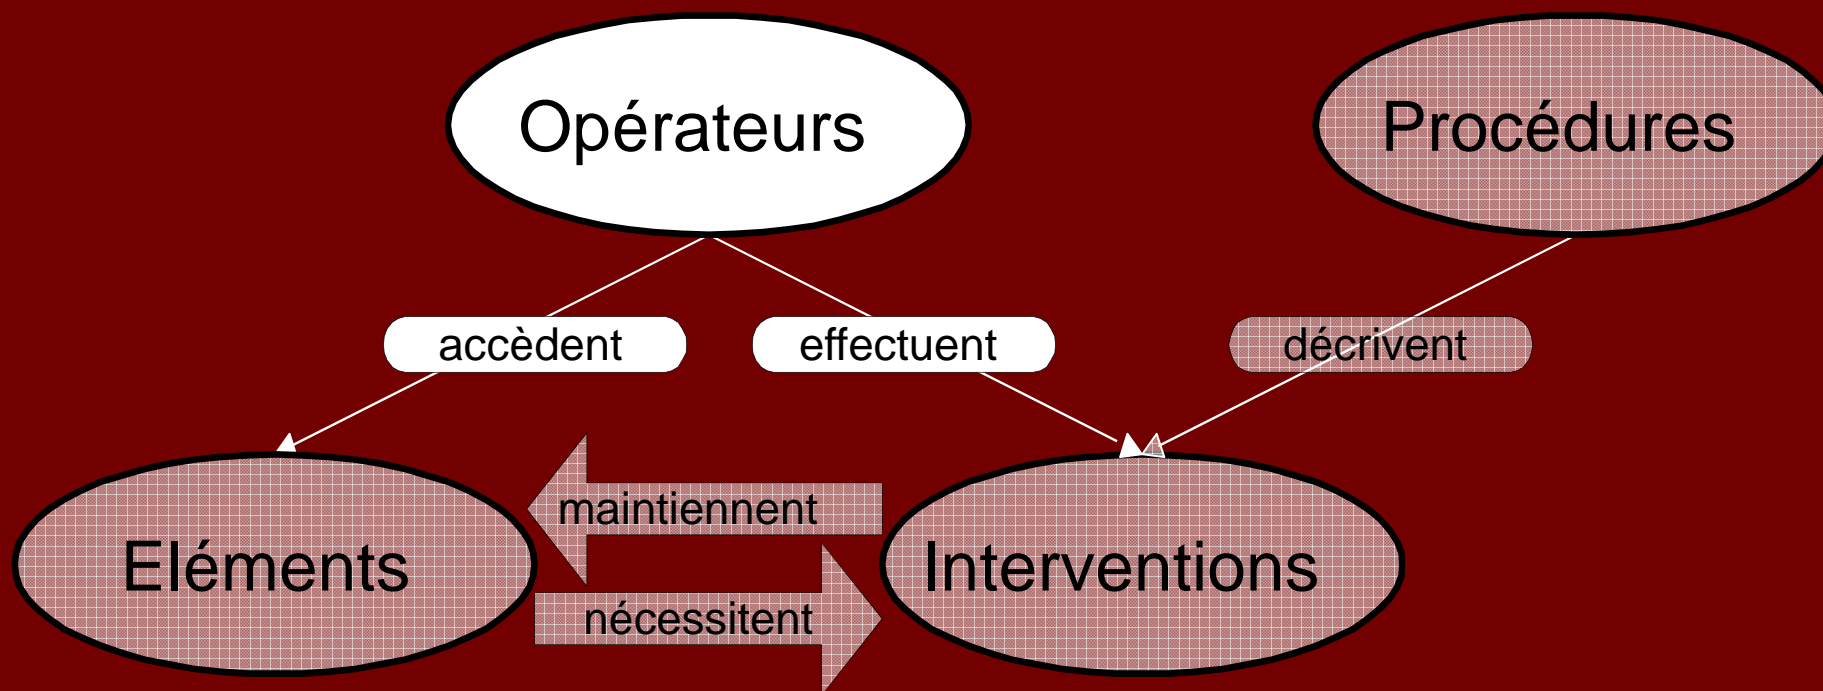 Opérateurs
Procédures
accèdent
effectuent
décrivent
maintiennent
Eléments
Interventions
nécessitent